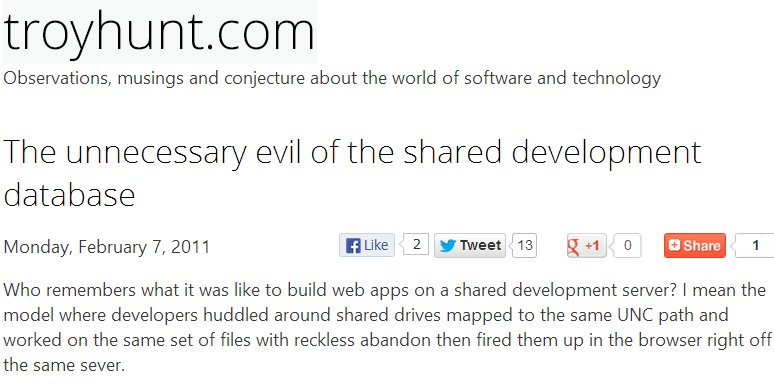 troyhunt.com
Observations, musings and conjecture about the world of software and technology
The unnecessary evil of the shared development
database
Monday, February 7, 2011 Like 2 Tweet 13 +1 0 Share 1
Who remembers what it was like to build web apps on a shared development server? I mean the
model where developers huddled around shared drives mapped to the same UNC path and
worked on the same set of files with reckless abandon then fired them up in the browser right off
the same sever.